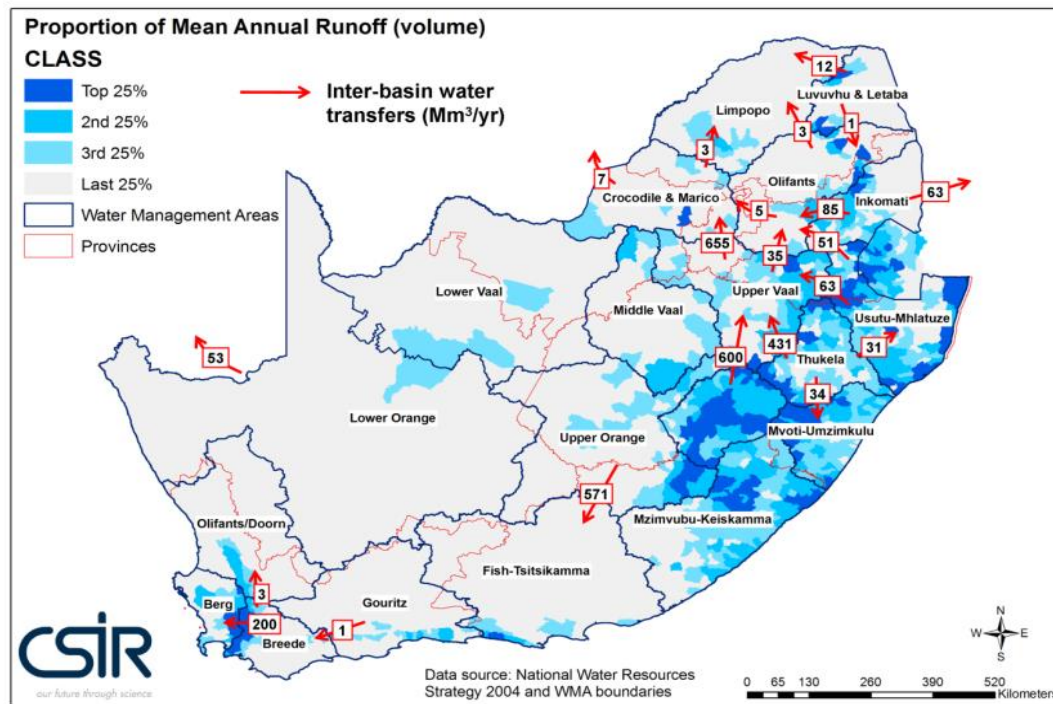 Proportion of Mean Annual Runoff (volume)
CLASS
Top 25%
2nd 25%
3rd 25%
Last 25%
Water Management Areas
Provinces
Inter-basin water
transfers (Mm³/yr)
12
Luvuvhu & Letaba
Limpopo
3
1
3
7
Olifants
Crocodile & Marico
Inkomati
63
5
85
655
35
51
Upper Vaal
63
Lower Vaal
Middle Vaal
Usutu-Mhlatuze
53
600
431
31
Thukela
34
Lower Orange
Upper Orange
Mvoti-Umzimkulu
571
Mzimvubu-Keiskamma
Olifants/Doorn
Fish-Tsitsikamma
3
Berg
Gouritz
200
1
Breede
CSIR
our future through science
Data source: National Water Resources
Strategy 2004 and WMA boundaries
N
W E
S
0 65 130 260 390 520
Kilometers